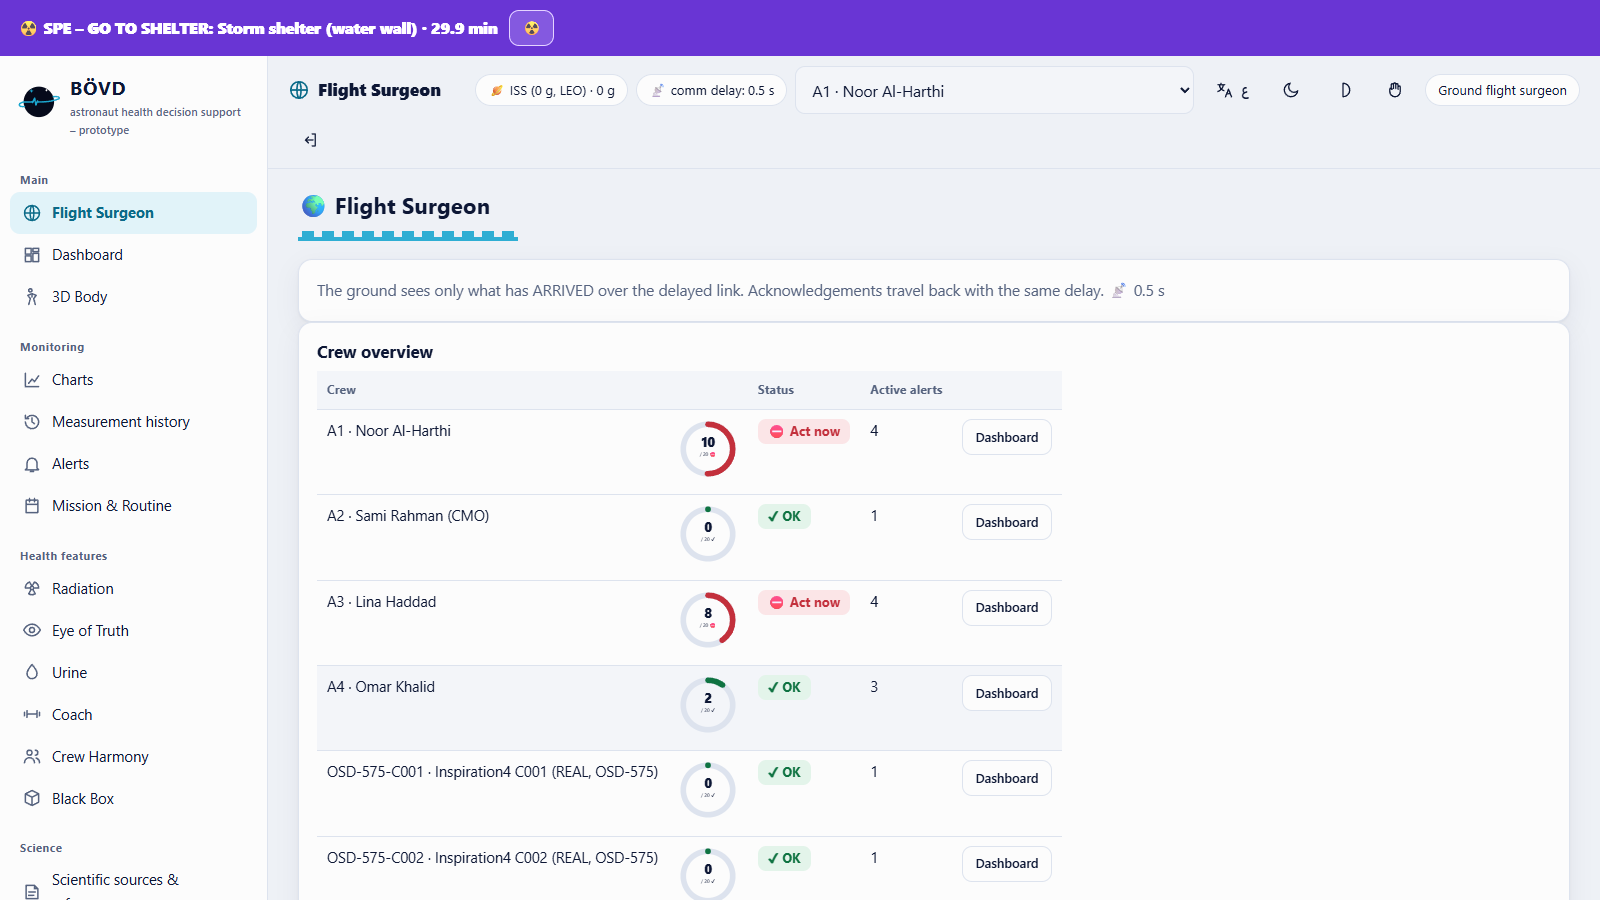 SPE – GO TO SHELTER: Storm shelter (water wall) · 29.9 min
BÖVD
astronaut health decision support
– prototype
Main
Flight Surgeon
Dashboard
3D Body
Monitoring
Charts
Measurement history
Alerts
Mission & Routine
Health features
Radiation
Eye of Truth
Urine
Coach
Crew Harmony
Black Box
Science
Scientific sources &
Flight Surgeon
ISS (0 g, LEO) · 0 g
comm delay: 0.5 s
A1 · Noor Al-Harthi
ع
Ground flight surgeon
Flight Surgeon
The ground sees only what has ARRIVED over the delayed link. Acknowledgements travel back with the same delay. 0.5 s
Crew overview
Crew Status Active alerts
A1 · Noor Al-Harthi 10 / 20 Act now 4 Dashboard
A2 · Sami Rahman (CMO) 0 / 20 ✓ ✓ OK 1 Dashboard
A3 · Lina Haddad 8 / 20 Act now 4 Dashboard
A4 · Omar Khalid 2 / 20 ✓ ✓ OK 3 Dashboard
OSD-575-C001 · Inspiration4 C001 (REAL, OSD-575) 0 / 20 ✓ ✓ OK 1 Dashboard
OSD-575-C002 · Inspiration4 C002 (REAL, OSD-575) 0 / 20 ✓ ✓ OK 1 Dashboard